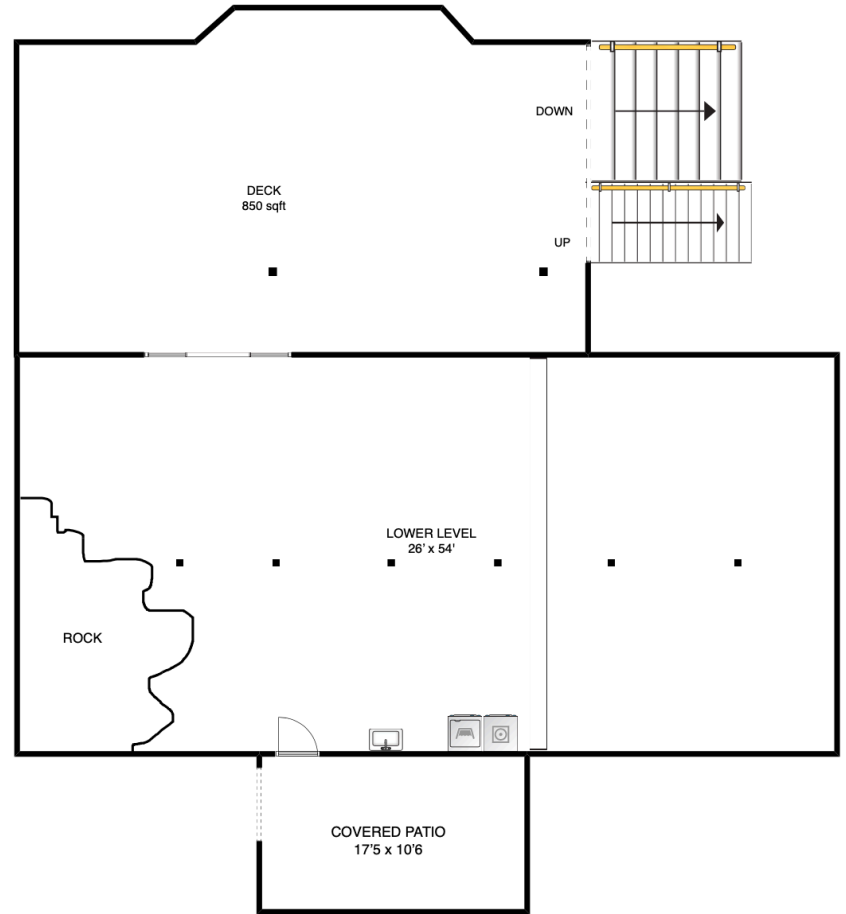 DOWN
DECK
850 sqft
UP
LOWER LEVEL
26' x 54'
ROCK
COVERED PATIO
17'5 x 10'6